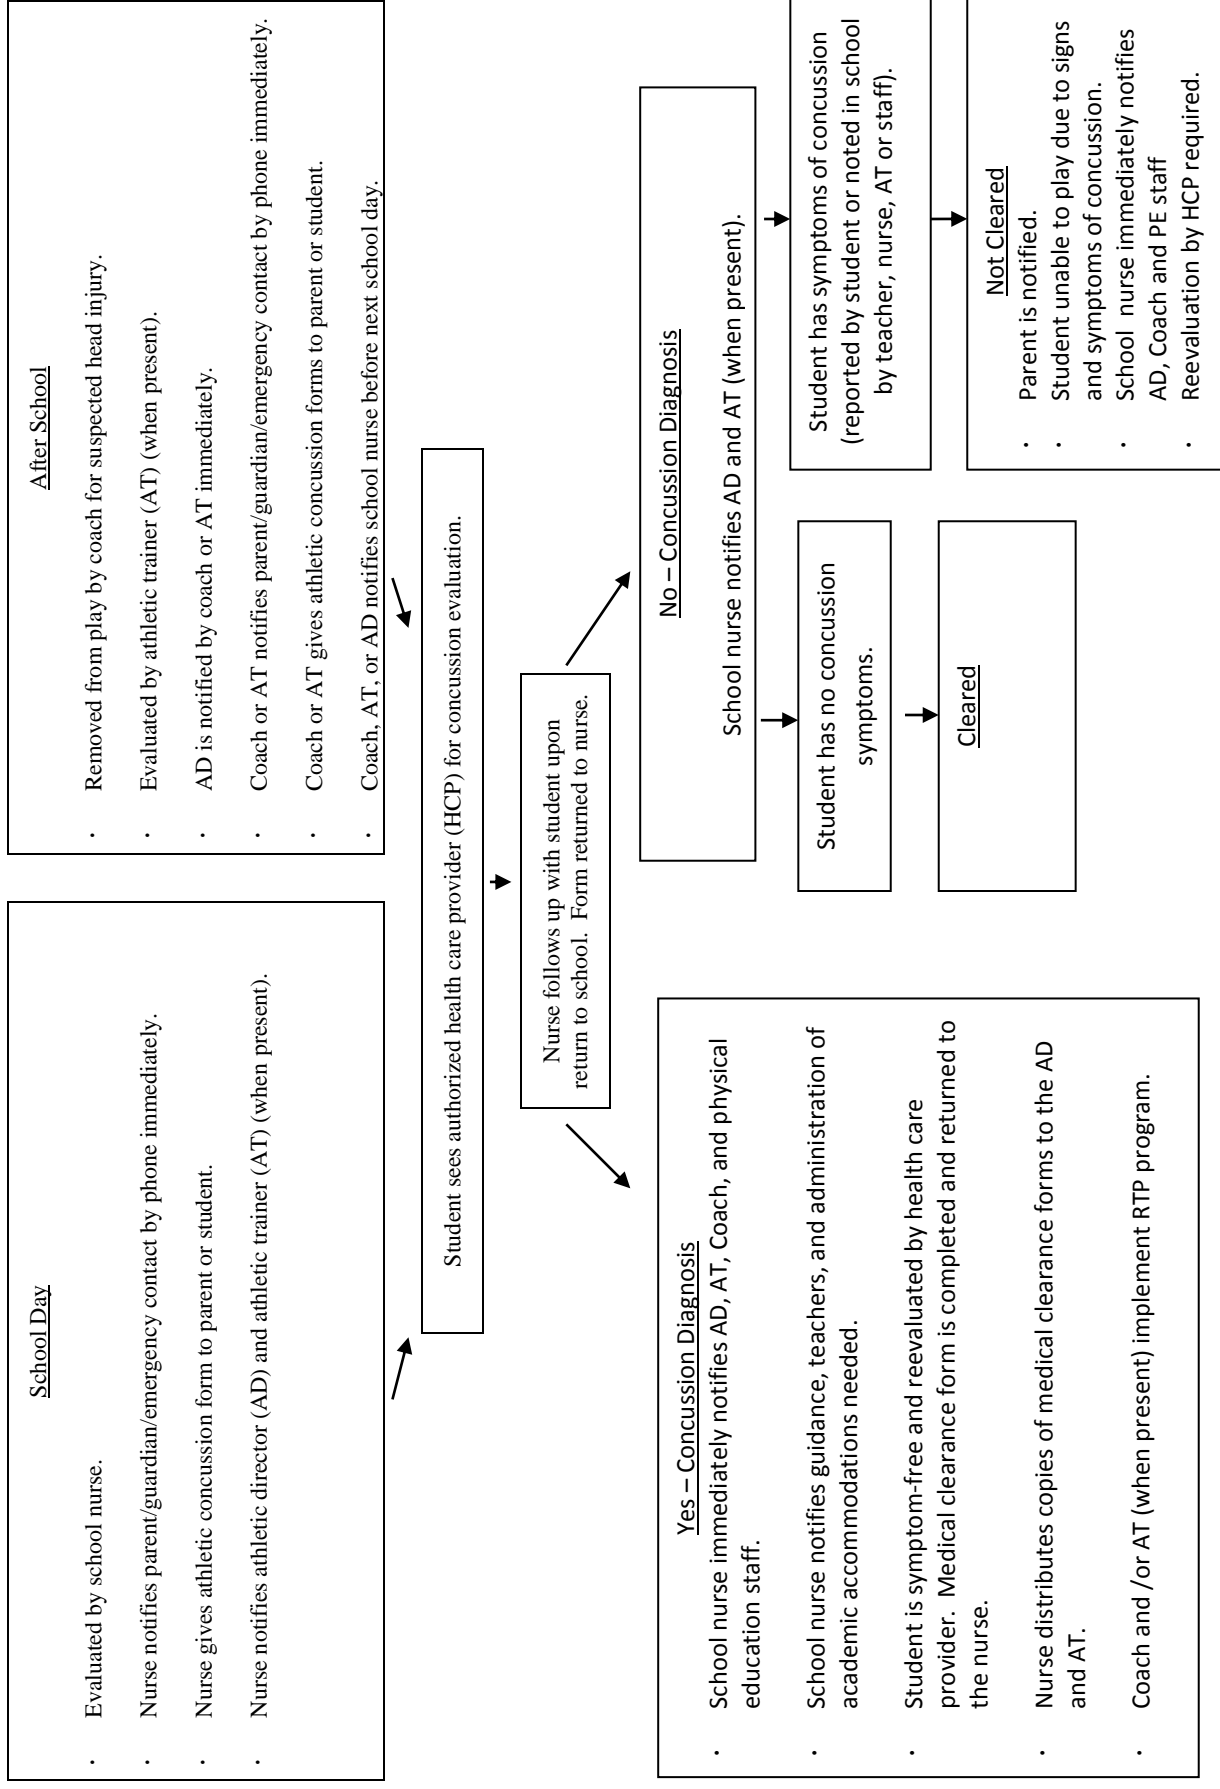 School Day
· Evaluated by school nurse.
· Nurse notifies parent/guardian/emergency contact by phone immediately.
· Nurse gives athletic concussion form to parent or student.
· Nurse notifies athletic director (AD) and athletic trainer (AT) (when present).
After School
· Removed from play by coach for suspected head injury.
· Evaluated by athletic trainer (AT) (when present).
· AD is notified by coach or AT immediately.
· Coach or AT notifies parent/guardian/emergency contact by phone immediately.
· Coach or AT gives athletic concussion forms to parent or student.
· Coach, AT, or AD notifies school nurse before next school day.
Student sees authorized health care provider (HCP) for concussion evaluation.
Nurse follows up with student upon
return to school. Form returned to nurse.
Yes – Concussion Diagnosis
· School nurse immediately notifies AD, AT, Coach, and physical
education staff.
· School nurse notifies guidance, teachers, and administration of
academic accommodations needed.
· Student is symptom-free and reevaluated by health care
provider. Medical clearance form is completed and returned to
the nurse.
· Nurse distributes copies of medical clearance forms to the AD
and AT.
· Coach and /or AT (when present) implement RTP program.
No – Concussion Diagnosis
School nurse notifies AD and AT (when present).
Student has no concussion
symptoms.
Cleared
Student has symptoms of concussion
(reported by student or noted in school
by teacher, nurse, AT or staff).
Not Cleared
· Parent is notified.
· Student unable to play due to signs
and symptoms of concussion.
· School nurse immediately notifies
AD, Coach and PE staff
· Reevaluation by HCP required.